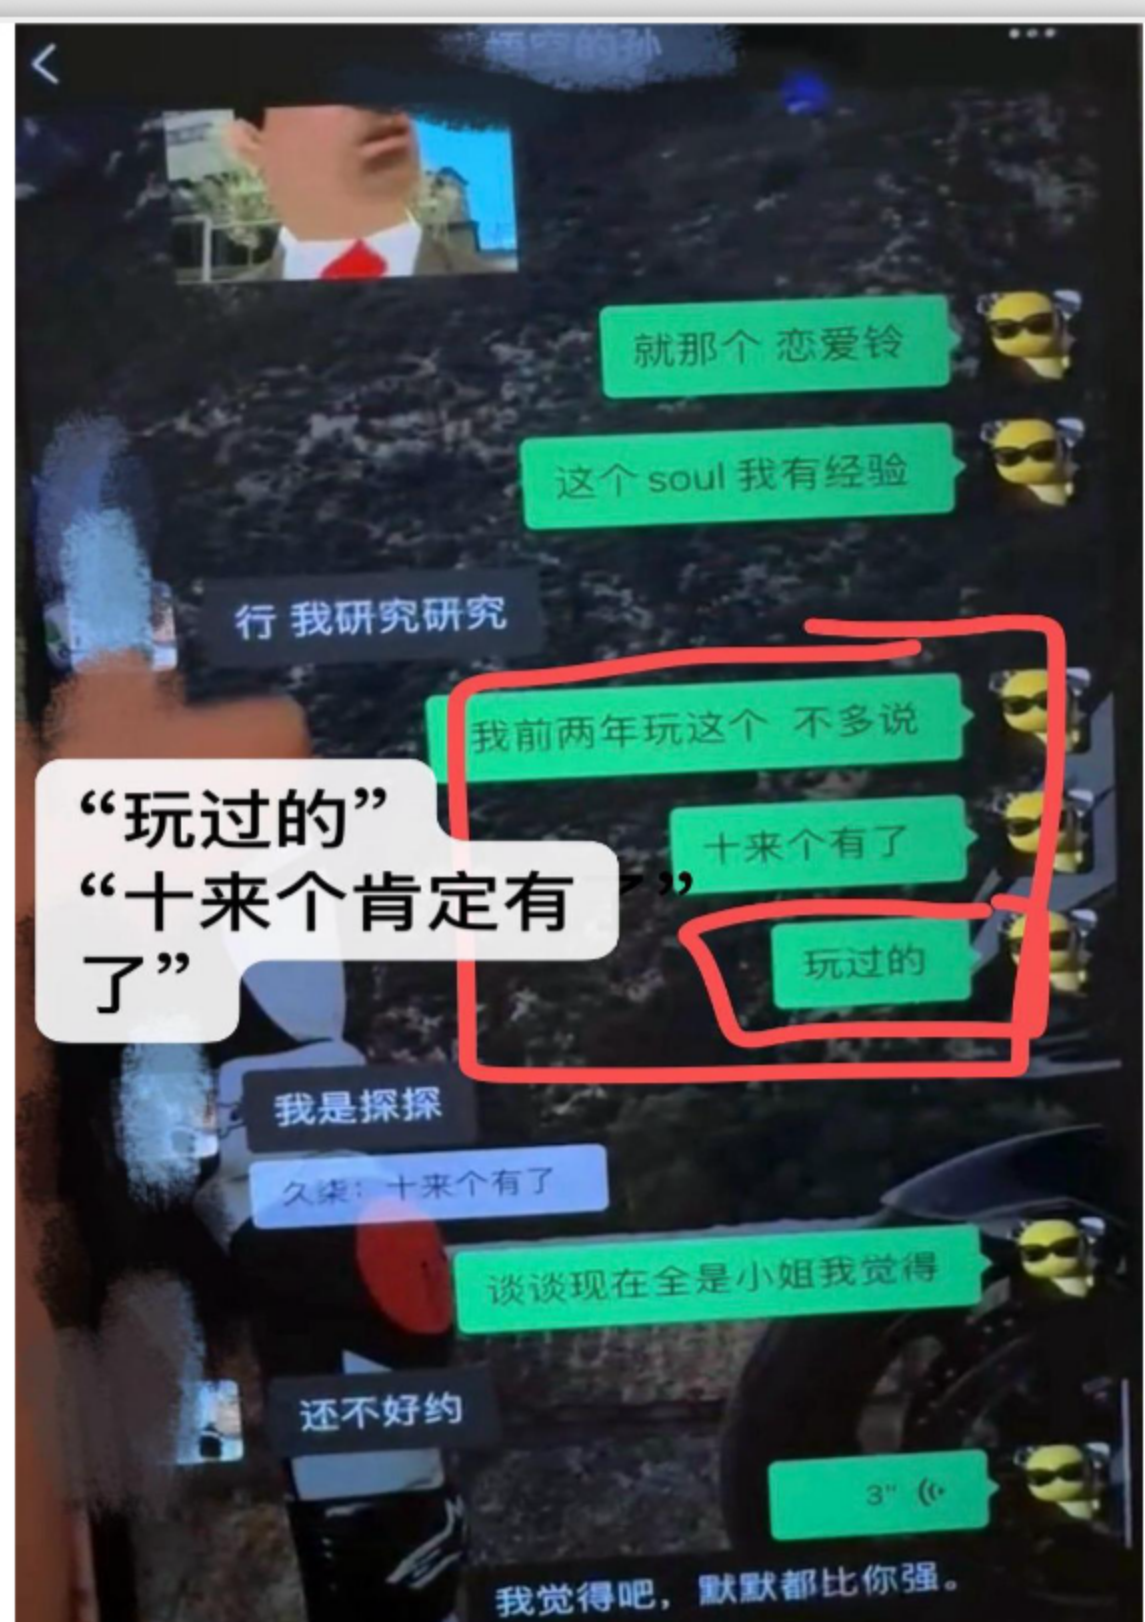 就那个 恋爱铃
这个 soul 我有经验
行 我研究研究
我前两年玩这个 不多说
“玩过的”
十来个有了
“十来个肯定有了”
玩过的
我是探探
久柒：十来个有了
谈谈现在全是小姐我觉得
还不好约
3"
我觉得吧，默默都比你强。